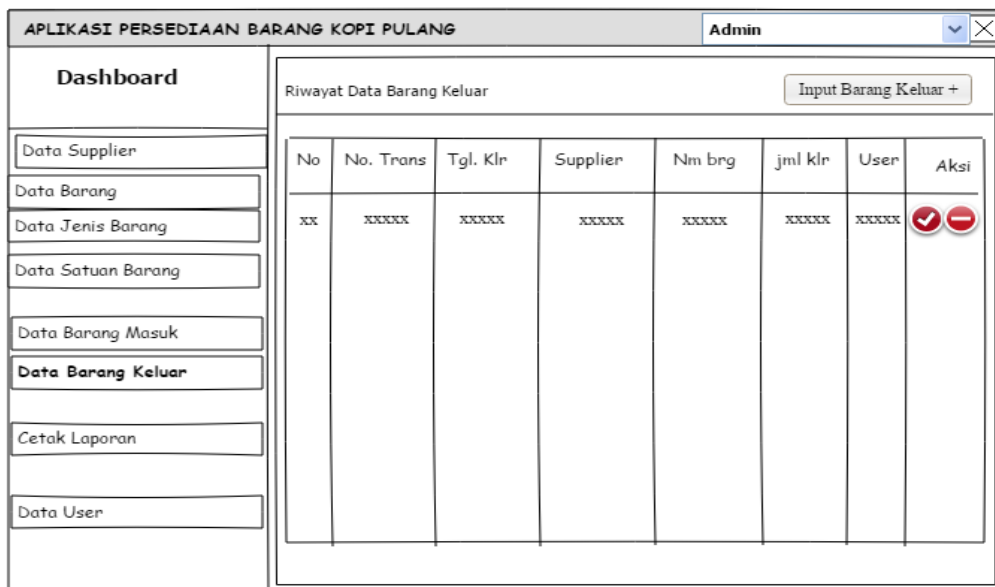 APLIKASI PERSEDIAAN BARANG KOPI PULANG
Admin
Dashboard
Data Supplier
Data Barang
Data Jenis Barang
Data Satuan Barang
Data Barang Masuk
Data Barang Keluar
Cetak Laporan
Data User
Riwayat Data Barang Keluar
Input Barang Keluar +
No No. Trans Tgl. Klr Supplier Nm brg jml klr User Aksi
xx xxxxx xxxxx xxxxx xxxxx xxxxx xxxxx